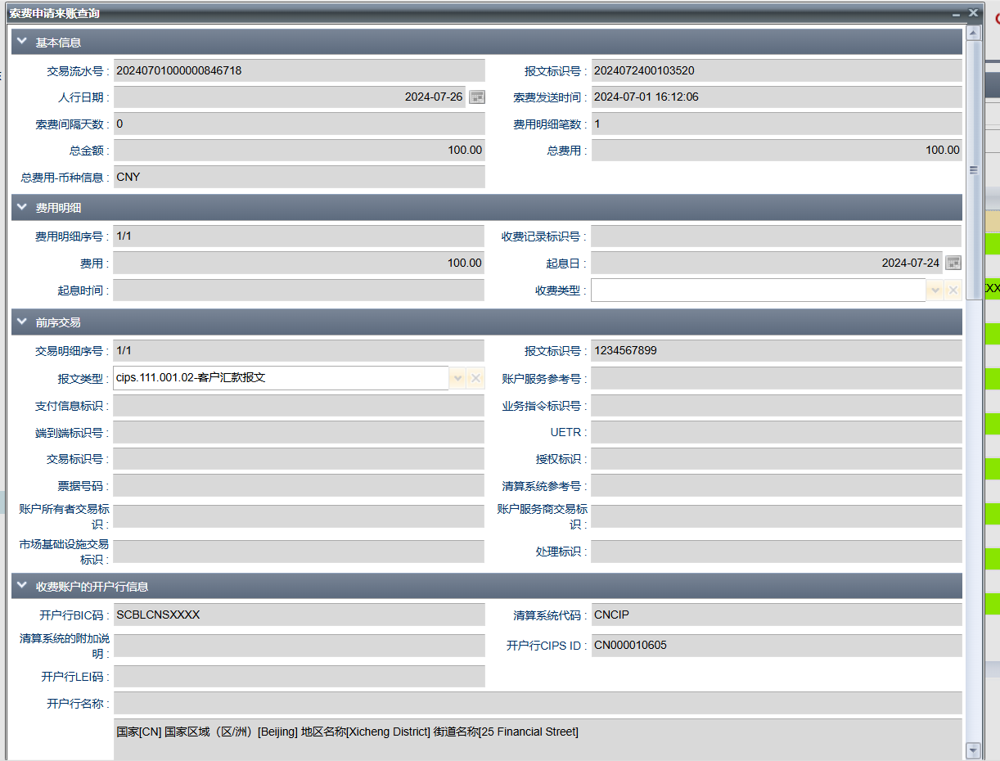 索费申请来账查询
基本信息
交易流水号 : 20240701000000846718 报文标识号 : 2024072400103520
人行日期 : 2024-07-26 索费发送时间 : 2024-07-01 16:12:06
索费间隔天数 : 0 费用明细笔数 : 1
总金额 : 100.00 总费用 : 100.00
总费用-币种信息 : CNY
费用明细
费用明细序号 : 1/1 收费记录标识号 :
费用 : 100.00 起息日 : 2024-07-24
起息时间 : 收费类型 :
XX
前序交易
交易明细序号 : 1/1 报文标识号 : 1234567899
报文类型 : cips.111.001.02-客户汇款报文 账户服务参考号 :
支付信息标识 : 业务指令标识号 :
端到端标识号 : UETR :
交易标识号 : 授权标识 :
票据号码 : 清算系统参考号 :
账户所有者交易标
识 :
账户服务商交易标
识 :
市场基础设施交易
标识 :
处理标识 :
收费账户的开户行信息
开户行BIC码 : SCBLCNSXXXX 清算系统代码 : CNCIP
清算系统的附加说
明 :
开户行CIPS ID : CN000010605
开户行LEI码 :
开户行名称 :
国家[CN] 国家区域（区/洲）[Beijing] 地区名称[Xicheng District] 街道名称[25 Financial Street]